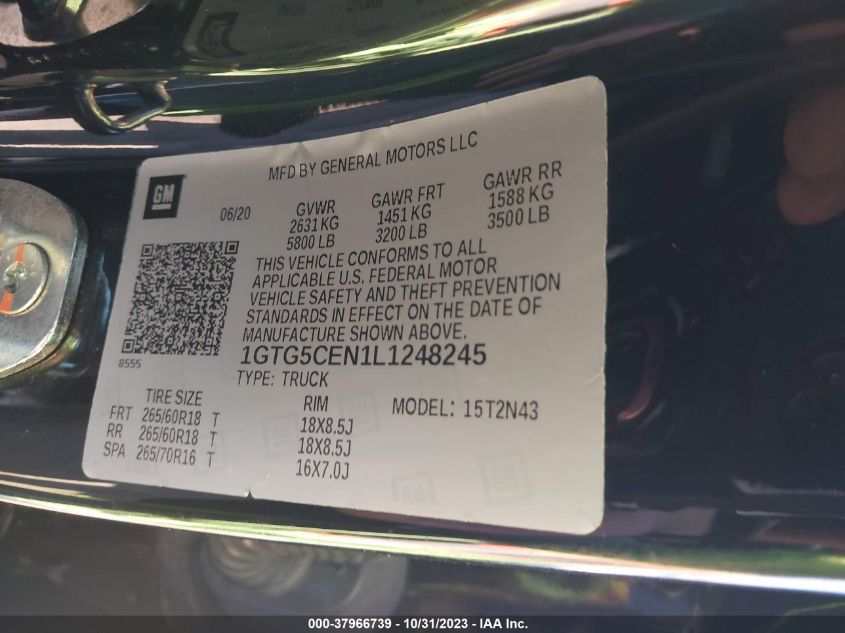 GM
MFD BY GENERAL MOTORS LLC
06/20 GVWR GAWR FRT GAWR RR
2631 KG 1451 KG 1588 KG
5800 LB 3200 LB 3500 LB
THIS VEHICLE CONFORMS TO ALL
APPLICABLE U.S. FEDERAL MOTOR
VEHICLE SAFETY AND THEFT PREVENTION
STANDARDS IN EFFECT ON THE DATE OF
MANUFACTURE SHOWN ABOVE.
8555
1GTG5CEN1L1248245
TYPE: TRUCK
TIRE SIZE RIM MODEL: 15T2N43
FRT 265/60R18 T 18X8.5J
RR 265/60R18 T 18X8.5J
SPA 265/70R16 T 16X7.0J
000-37966739 - 10/31/2023 - IAA Inc.